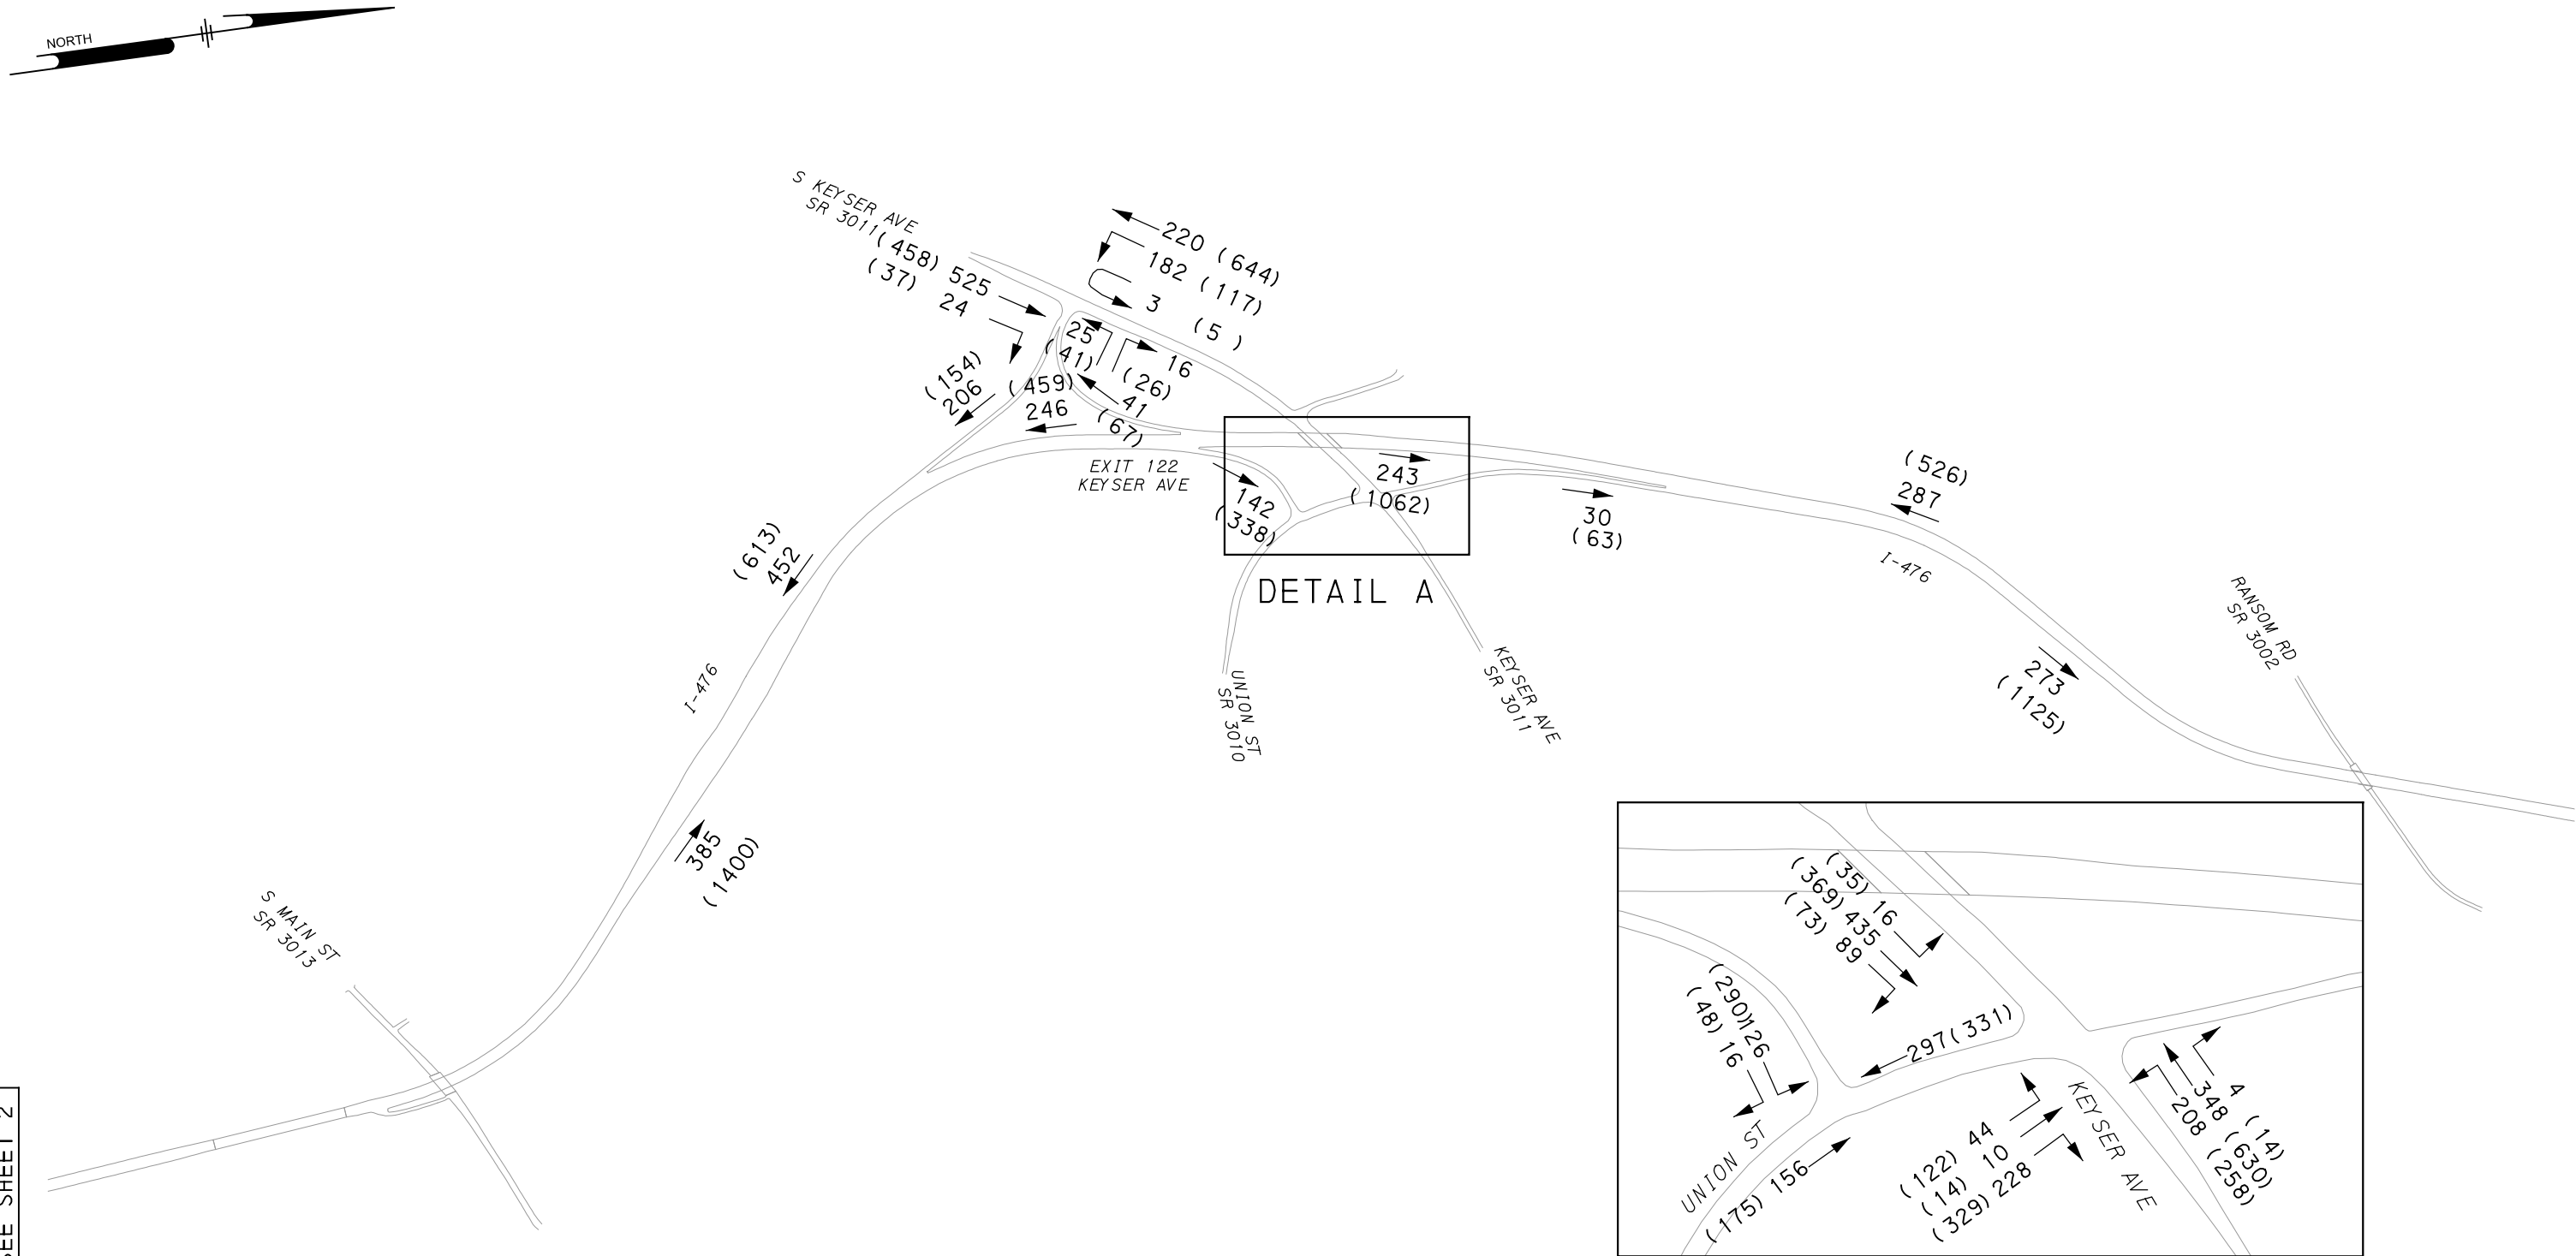 NORTH
S KEYSER AVE
SR 3011
(458) 525
(37) 24
220 (644)
182 (117)
3 (5 )
25
(41)
16
(26)
41
(67)
(154)
206
(459)
246
EXIT 122
KEYSER AVE
142
(338)
243
(1062)
30
(63)
DETAIL A
(526)
287
I-476
(613)
452
I-476
UNION ST
SR 3010
KEYSER AVE
SR 3011
RANSOM RD
SR 3002
273
(1125)
385
(1400)
S MAIN ST
SR 3013
(35) 16
(369) 435
(73) 89
(290)126
(48) 16
297(331)
UNION ST
(175) 156
(122) 44
(14) 10
(329) 228
KEYSER AVE
4 (14)
348 (630)
208 (258)
SEE SHEET 2